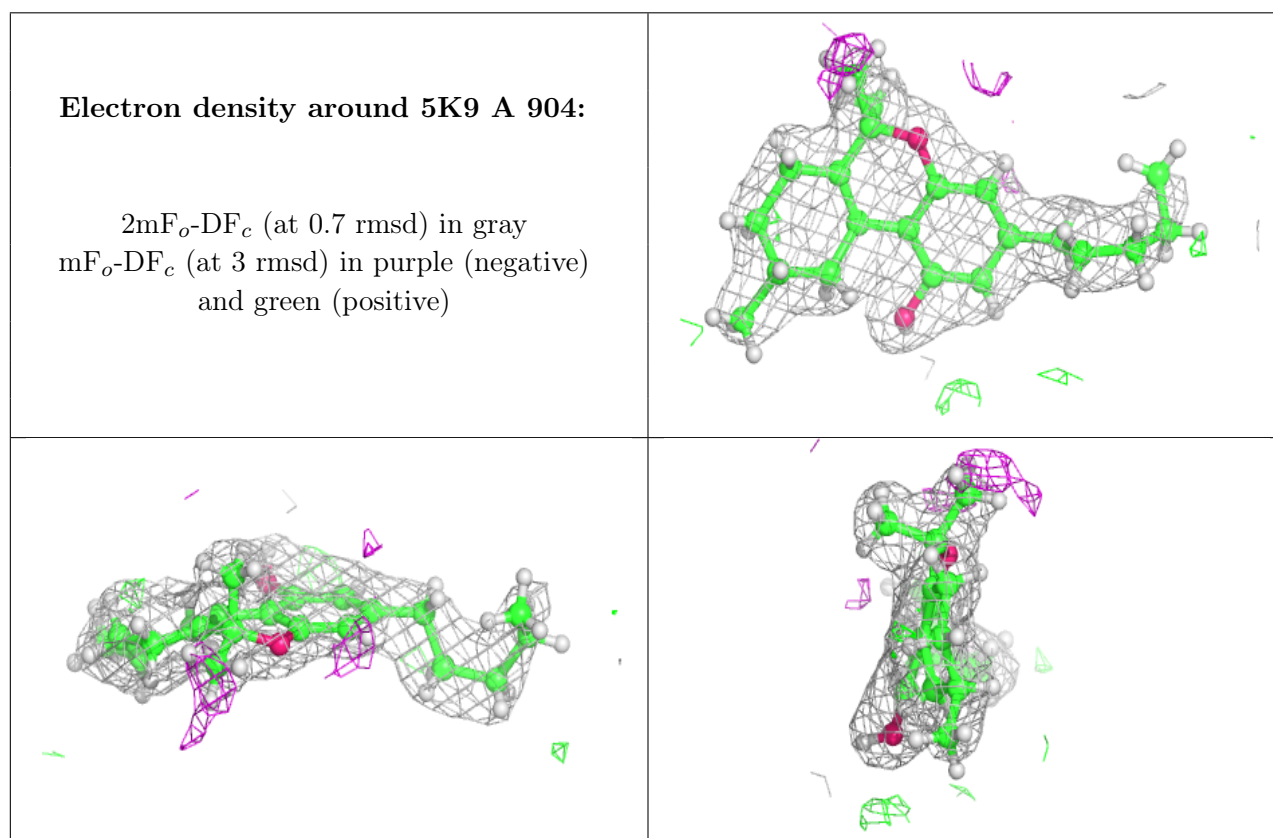 Electron density around 5K9 A 904:
2mFo-DFc (at 0.7 rmsd) in gray
mFo-DFc (at 3 rmsd) in purple (negative)
and green (positive)